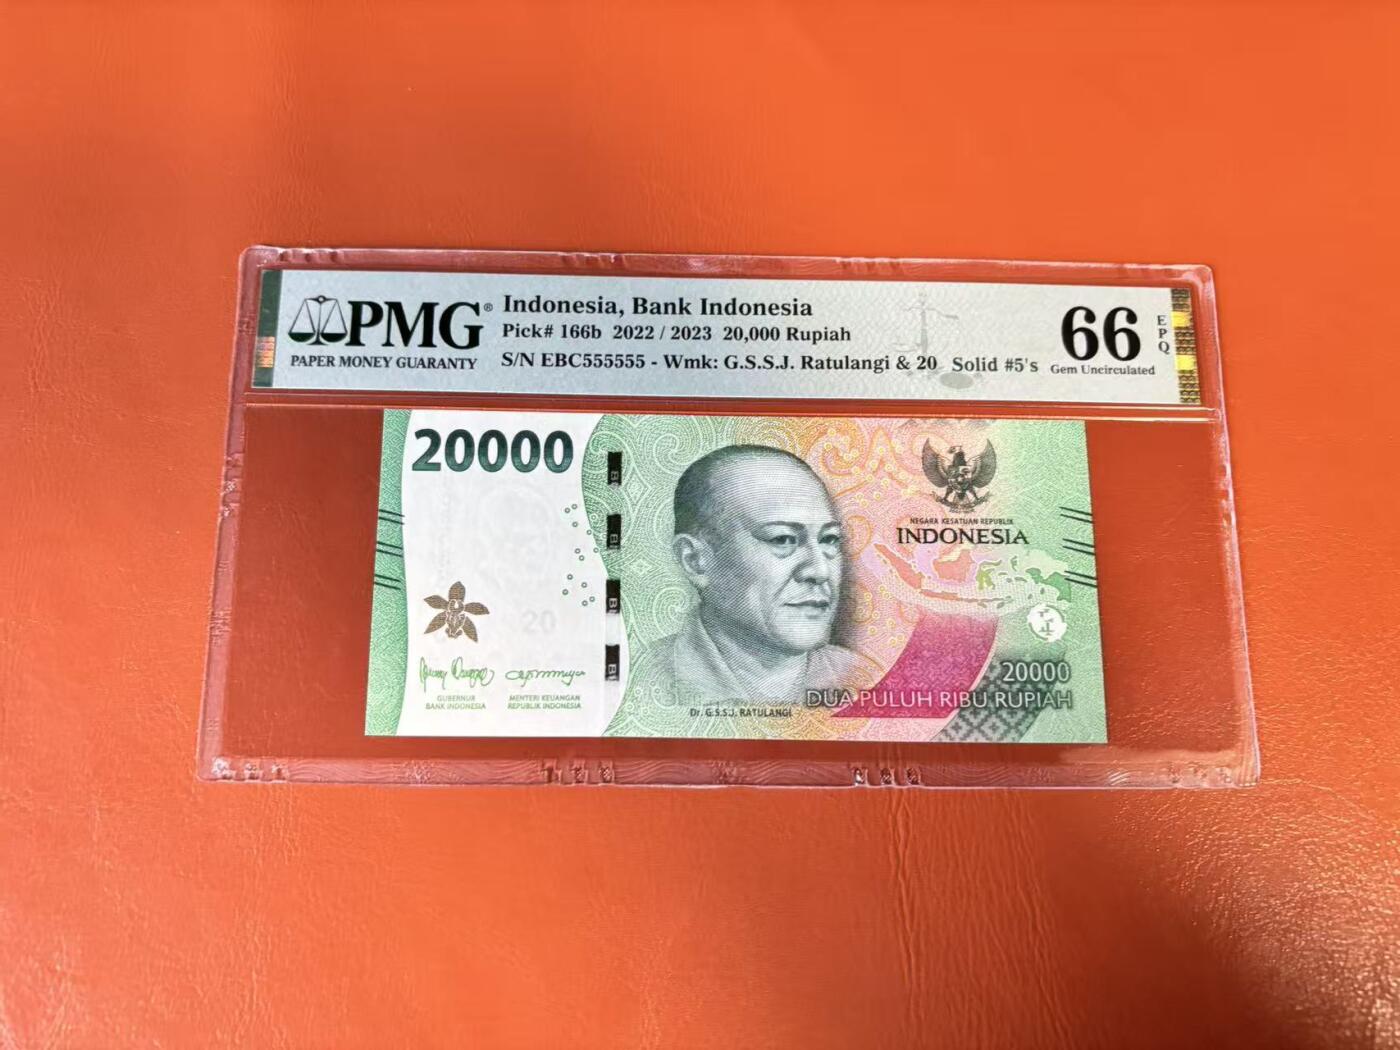 PMG®
PAPER MONEY GUARANTY
Indonesia, Bank Indonesia
Pick# 166b 2022 / 2023 20,000 Rupiah
S/N EBC555555 - Wmk: G.S.S.J. Ratulangi & 20 Solid #5's
66
EPQ
Gem Uncirculated
20000
NEGARA KESATUAN REPUBLIK
INDONESIA
20
GUBERNUR
BANK INDONESIA
MENTERI KEUANGAN
REPUBLIK INDONESIA
Dr. G.S.S.J. RATULANGI
20000
DUA PULUH RIBU RUPIAH